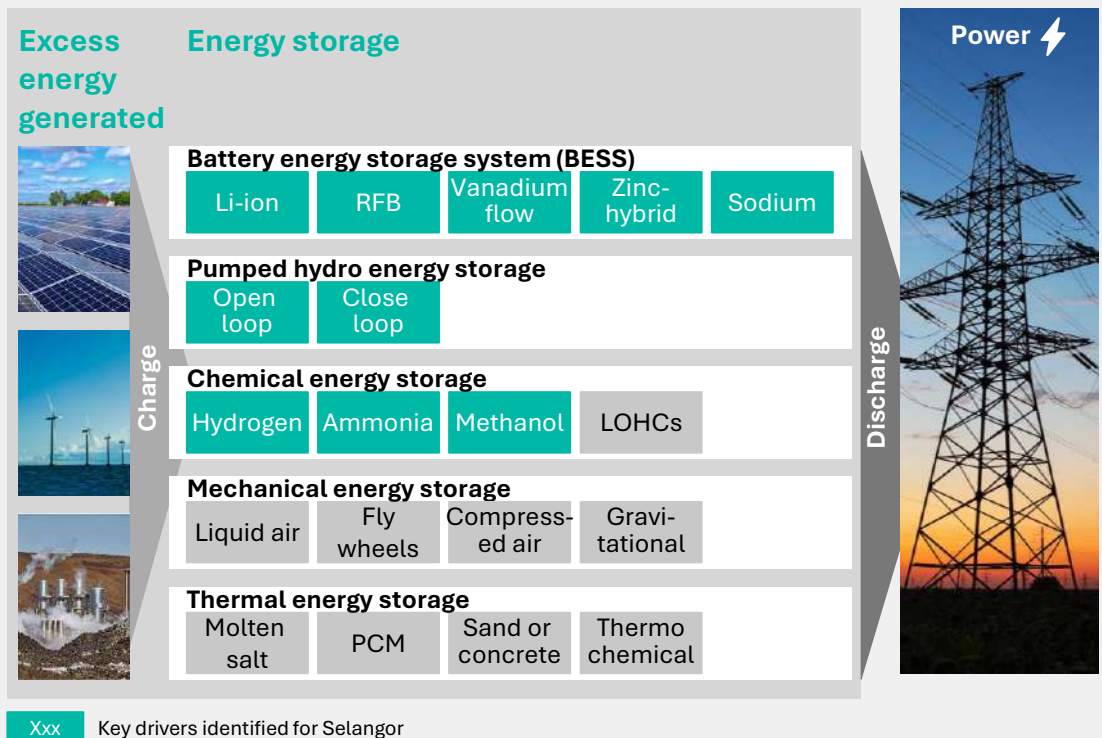 Excess
energy
generated
Energy storage
Power
Charge
Battery energy storage system (BESS)
Li-ion
RFB
Vanadium
flow
Zinc-
hybrid
Sodium
Pumped hydro energy storage
Open
loop
Close
loop
Chemical energy storage
Hydrogen
Ammonia
Methanol
LOHCs
Mechanical energy storage
Liquid air
Fly
wheels
Compress-
ed air
Gravi-
tational
Thermal energy storage
Molten
salt
PCM
Sand or
concrete
Thermo
chemical
Discharge
Xxx
Key drivers identified for Selangor